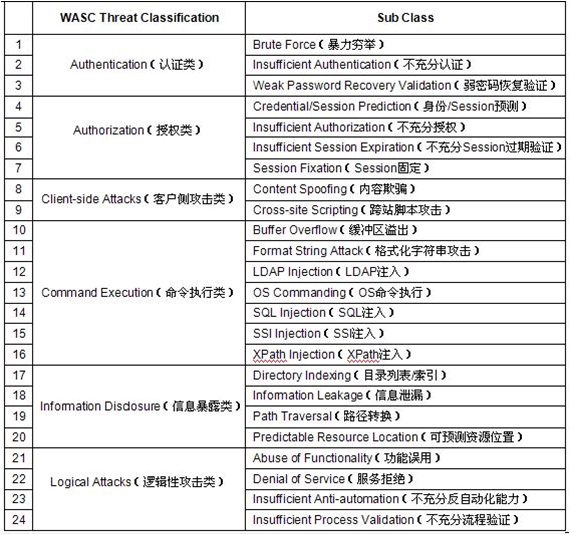 WASC Threat Classification Sub Class
1 Brute Force（暴力穷举）
2 Authentication（认证类） Insufficient Authentication（不充分认证）
3 Weak Password Recovery Validation（弱密码恢复验证）
4 Credential/Session Prediction（身份/Session预测）
5 Authorization（授权类） Insufficient Authorization（不充分授权）
6 Insufficient Session Expiration（不充分Session过期验证）
7 Session Fixation（Session固定）
8 Client-side Attacks（客户侧攻击类） Content Spoofing（内容欺骗）
9 Cross-site Scripting（跨站脚本攻击）
10 Buffer Overflow（缓冲区溢出）
11 Format String Attack（格式化字符串攻击）
12 LDAP Injection（LDAP注入）
13 Command Execution（命令执行类） OS Commanding（OS命令执行）
14 SQL Injection（SQL注入）
15 SSI Injection（SSI注入）
16 XPath Injection（XPath注入）
17 Directory Indexing（目录列表/索引）
18 Information Disclosure（信息暴露类） Information Leakage（信息泄漏）
19 Path Traversal（路径转换）
20 Predictable Resource Location（可预测资源位置）
21 Abuse of Functionality（功能误用）
22 Logical Attacks（逻辑性攻击类） Denial of Service（服务拒绝）
23 Insufficient Anti-automation（不充分反自动化能力）
24 Insufficient Process Validation（不充分流程验证）